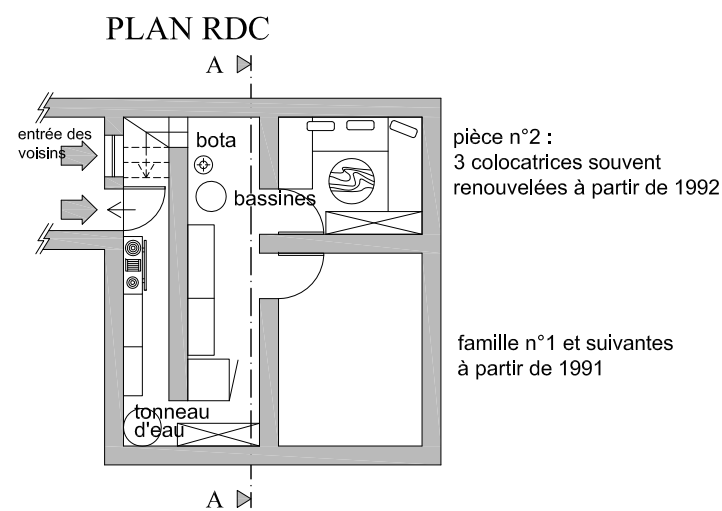 PLAN RDC
A
entrée des
voisins
bota
bassines
pièce n°2 :
3 colocatrices souvent
renouvelées à partir de 1992
famille n°1 et suivantes
à partir de 1991
tonneau
d'eau
A